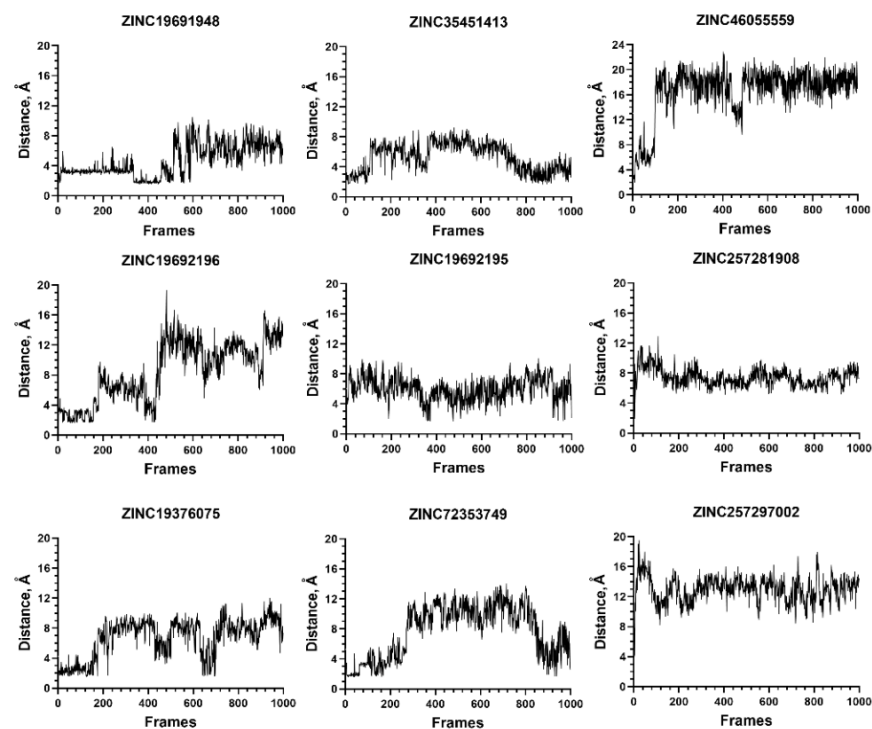 ZINC19691948
ZINC35451413
ZINC46055559
Distance, Å
20
16
12
8
4
0
0 200 400 600 800 1000
Frames
Distance, Å
20
16
12
8
4
0
0 200 400 600 800 1000
Frames
Distance, Å
24
20
16
12
8
4
0
0 200 400 600 800 1000
Frames
ZINC19692196
ZINC19692195
ZINC257281908
Distance, Å
20
16
12
8
4
0
0 200 400 600 800 1000
Frames
Distance, Å
20
16
12
8
4
0
0 200 400 600 800 1000
Frames
Distance, Å
20
16
12
8
4
0
0 200 400 600 800 1000
Frames
ZINC19376075
ZINC72353749
ZINC257297002
Distance, Å
20
16
12
8
4
0
0 200 400 600 800 1000
Frames
Distance, Å
20
16
12
8
4
0
0 200 400 600 800 1000
Frames
Distance, Å
20
16
12
8
4
0
0 200 400 600 800 1000
Frames